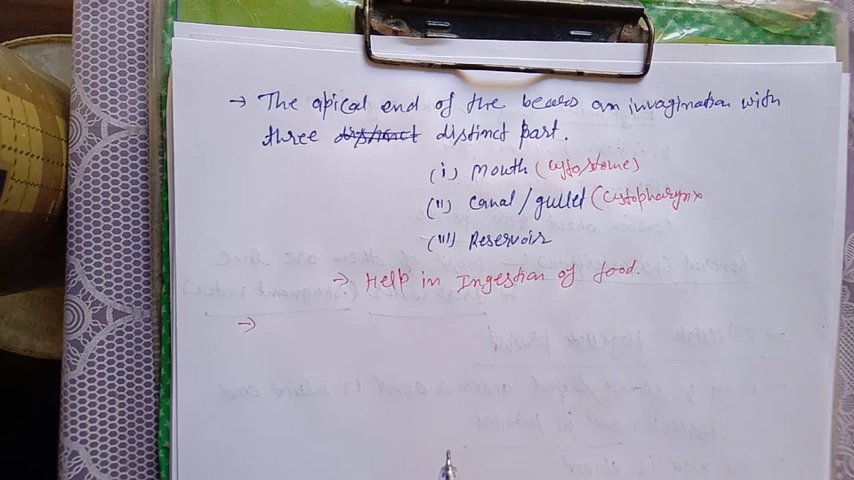 → The apical end of the bears an invagination with
three distinct distinct part.
(i) Mouth (cytostome)
(ii) Canal / gullet (cytopharynx
(iii) Reservoir
→ Help in Ingestion of food.
→